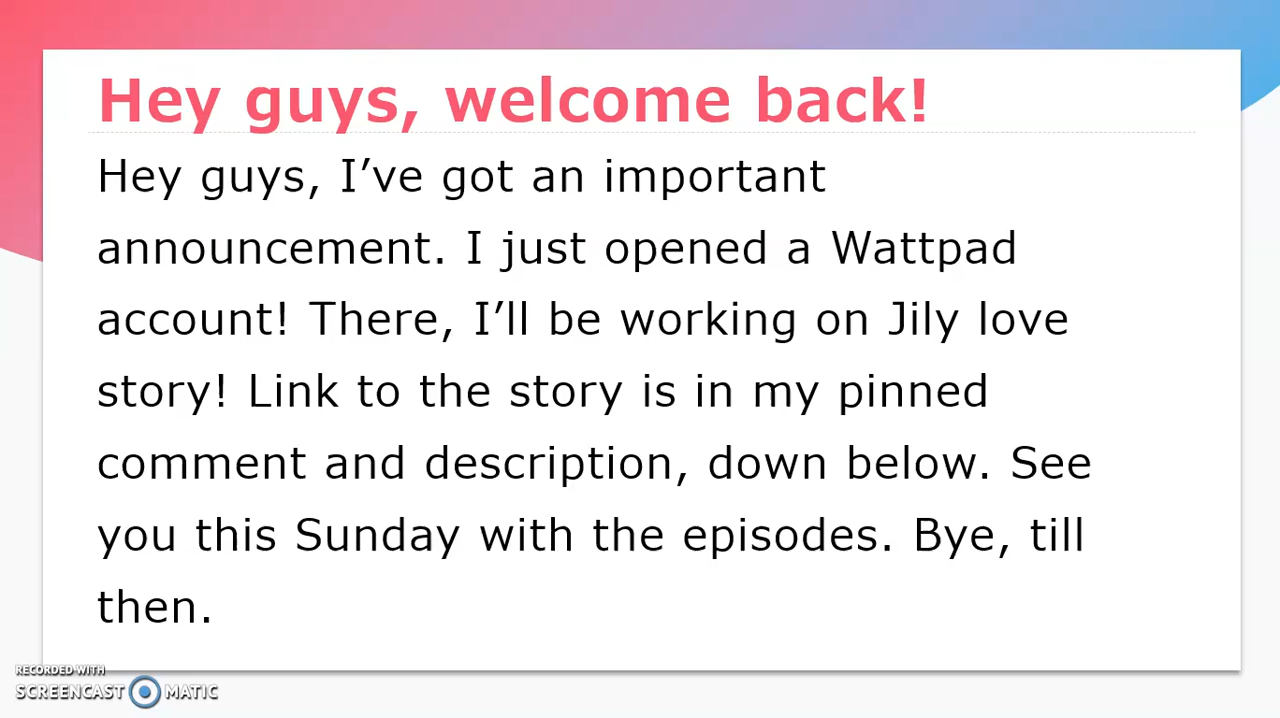 Hey guys, welcome back!
Hey guys, I’ve got an important
announcement. I just opened a Wattpad
account! There, I’ll be working on Jily love
story! Link to the story is in my pinned
comment and description, down below. See
you this Sunday with the episodes. Bye, till
then.
RECORDED WITH
SCREENCAST MATIC